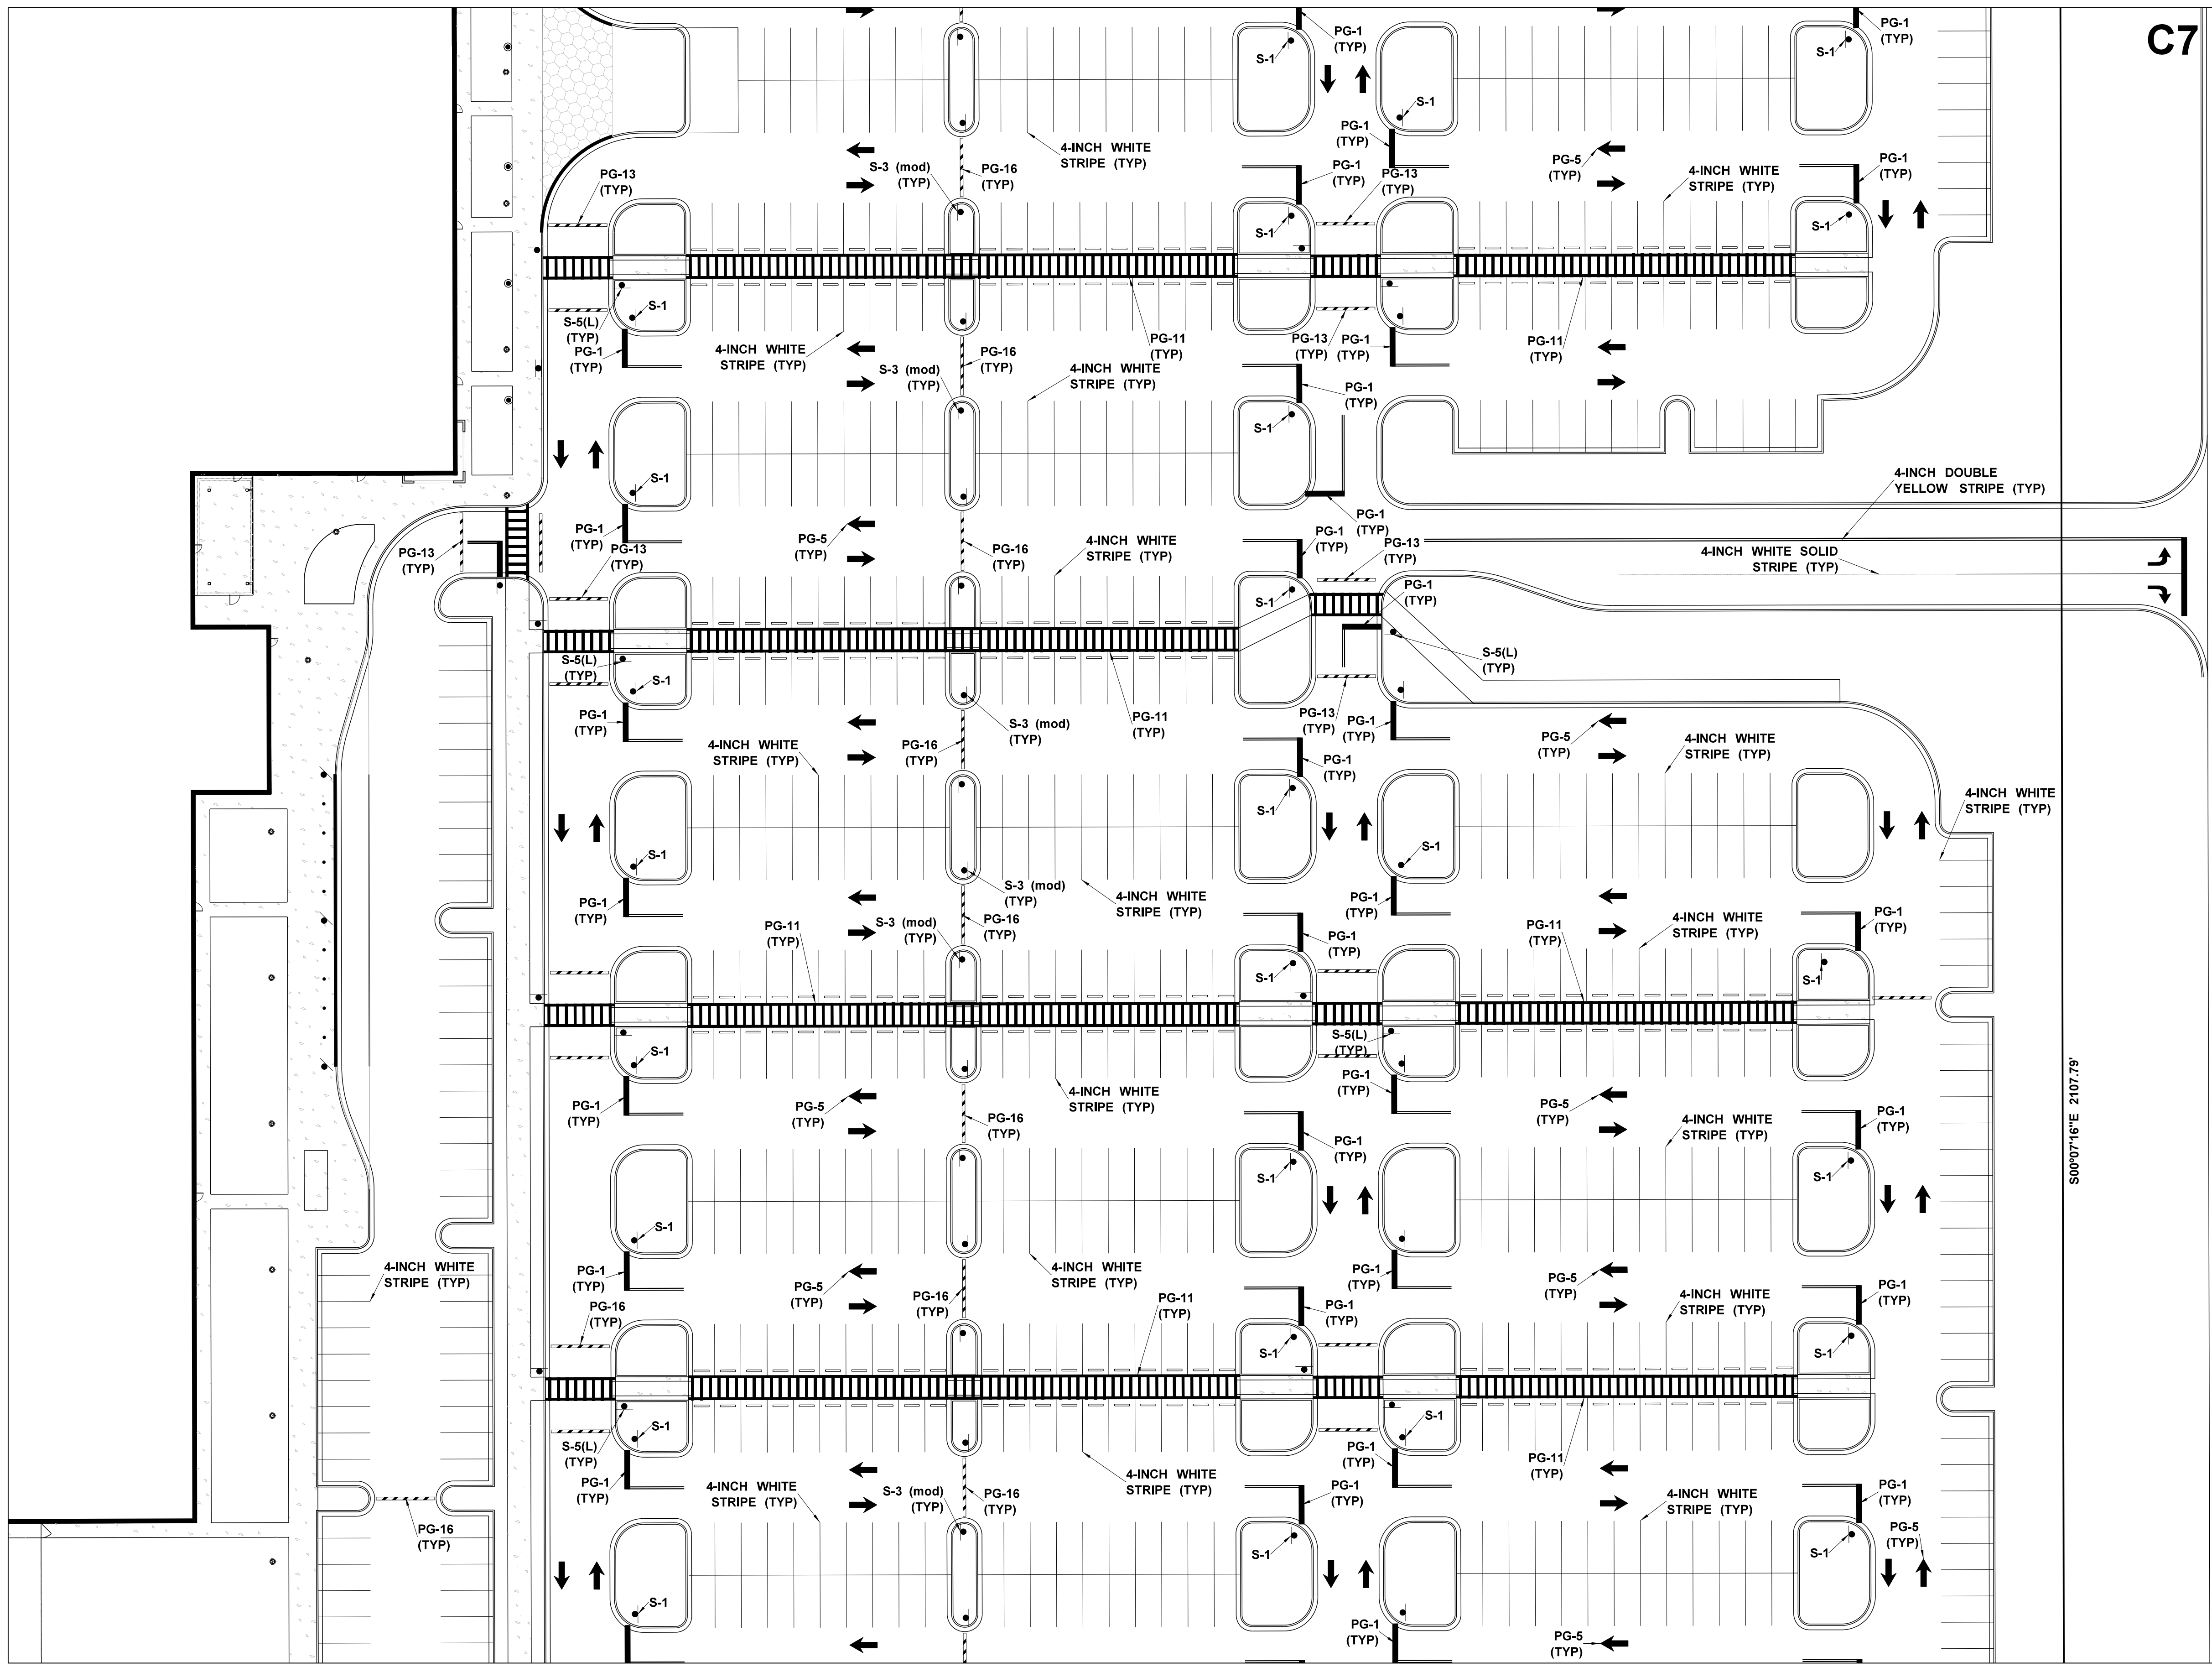 C7
PG-1
(TYP)
S-1
PG-1
(TYP)
S-1
S-1
PG-1
(TYP)
4-INCH WHITE
STRIPE (TYP)
S-3 (mod)
(TYP)
PG-16
(TYP)
PG-1
(TYP)
PG-13
(TYP)
PG-5
(TYP)
4-INCH WHITE
STRIPE (TYP)
PG-1
(TYP)
PG-13
(TYP)
S-1
S-1
S-1
S-5(L)
(TYP)
PG-1
(TYP)
4-INCH WHITE
STRIPE (TYP)
PG-16
(TYP)
PG-11
(TYP)
PG-13
(TYP)
PG-1
(TYP)
PG-11
(TYP)
S-3 (mod)
(TYP)
4-INCH WHITE
STRIPE (TYP)
PG-1
(TYP)
S-1
S-1
4-INCH DOUBLE
YELLOW STRIPE (TYP)
PG-1
(TYP)
PG-13
(TYP)
PG-1
(TYP)
PG-13
(TYP)
PG-5
(TYP)
PG-16
(TYP)
4-INCH WHITE
STRIPE (TYP)
PG-1
(TYP)
PG-13
(TYP)
4-INCH WHITE SOLID
STRIPE (TYP)
S-1
PG-1
(TYP)
S-5(L)
(TYP)
S-1
S-5(L)
(TYP)
PG-1
(TYP)
S-3 (mod)
(TYP)
PG-11
(TYP)
PG-13
(TYP)
PG-1
(TYP)
PG-5
(TYP)
4-INCH WHITE
STRIPE (TYP)
4-INCH WHITE
STRIPE (TYP)
PG-16
(TYP)
PG-1
(TYP)
4-INCH WHITE
STRIPE (TYP)
S-1
S-1
S-1
S-3 (mod)
(TYP)
4-INCH WHITE
STRIPE (TYP)
PG-1
(TYP)
PG-1
(TYP)
PG-11
(TYP)
S-3 (mod)
(TYP)
PG-16
(TYP)
PG-1
(TYP)
PG-11
(TYP)
4-INCH WHITE
STRIPE (TYP)
PG-1
(TYP)
S-1
S-1
S-1
S-5(L)
(TYP)
PG-1
(TYP)
PG-5
(TYP)
4-INCH WHITE
STRIPE (TYP)
PG-16
(TYP)
PG-1
(TYP)
PG-1
(TYP)
PG-5
(TYP)
4-INCH WHITE
STRIPE (TYP)
PG-1
(TYP)
S00°07'16"E 2107.79'
S-1
S-1
S-1
4-INCH WHITE
STRIPE (TYP)
PG-1
(TYP)
PG-5
(TYP)
4-INCH WHITE
STRIPE (TYP)
PG-1
(TYP)
PG-5
(TYP)
PG-1
(TYP)
PG-16
(TYP)
PG-16
(TYP)
PG-11
(TYP)
PG-1
(TYP)
4-INCH WHITE
STRIPE (TYP)
S-1
S-1
S-1
S-1
S-5(L)
(TYP)
PG-1
(TYP)
4-INCH WHITE
STRIPE (TYP)
S-3 (mod)
(TYP)
PG-16
(TYP)
4-INCH WHITE
STRIPE (TYP)
PG-1
(TYP)
PG-1
(TYP)
PG-11
(TYP)
4-INCH WHITE
STRIPE (TYP)
PG-1
(TYP)
PG-16
(TYP)
S-1
S-1
PG-5
(TYP)
S-1
PG-1
(TYP)
PG-5
(TYP)